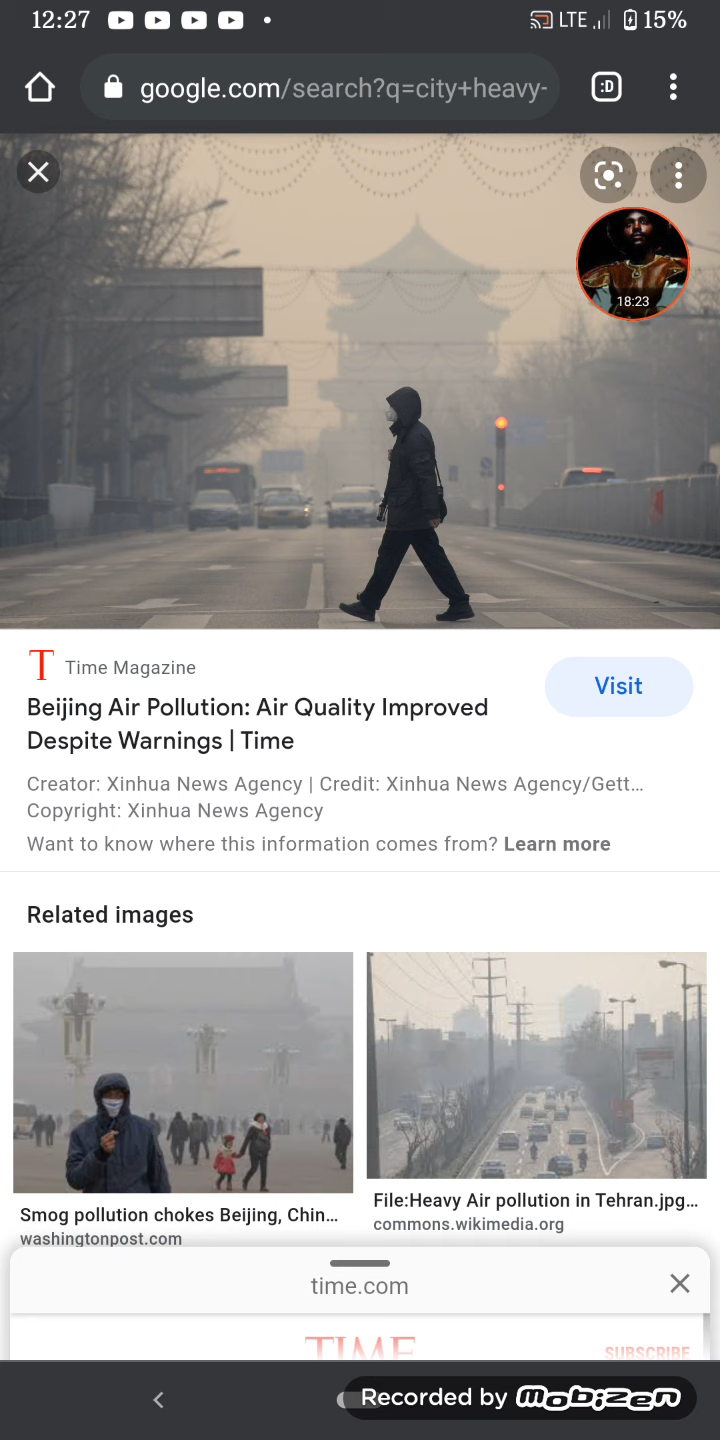 12:27
LTE
15%
google.com/search?q=city+heavy-
:D
18:23
T Time Magazine
Visit
Beijing Air Pollution: Air Quality Improved
Despite Warnings | Time
Creator: Xinhua News Agency | Credit: Xinhua News Agency/Gett…
Copyright: Xinhua News Agency
Want to know where this information comes from? Learn more
Related images
Smog pollution chokes Beijing, Chin…
washingtonpost.com
File:Heavy Air pollution in Tehran.jpg…
commons.wikimedia.org
time.com
TIME
SUBSCRIBE
Recorded by mobizen